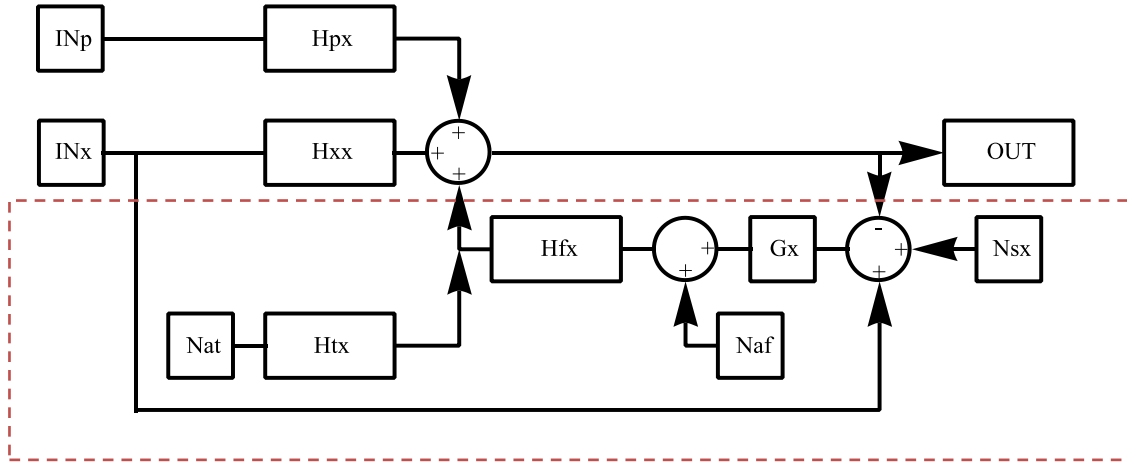 INp
Hpx
+
INx
Hxx
+
+
OUT
-
Hfx
+
Gx
+
Nsx
+
+
Nat
Htx
Naf